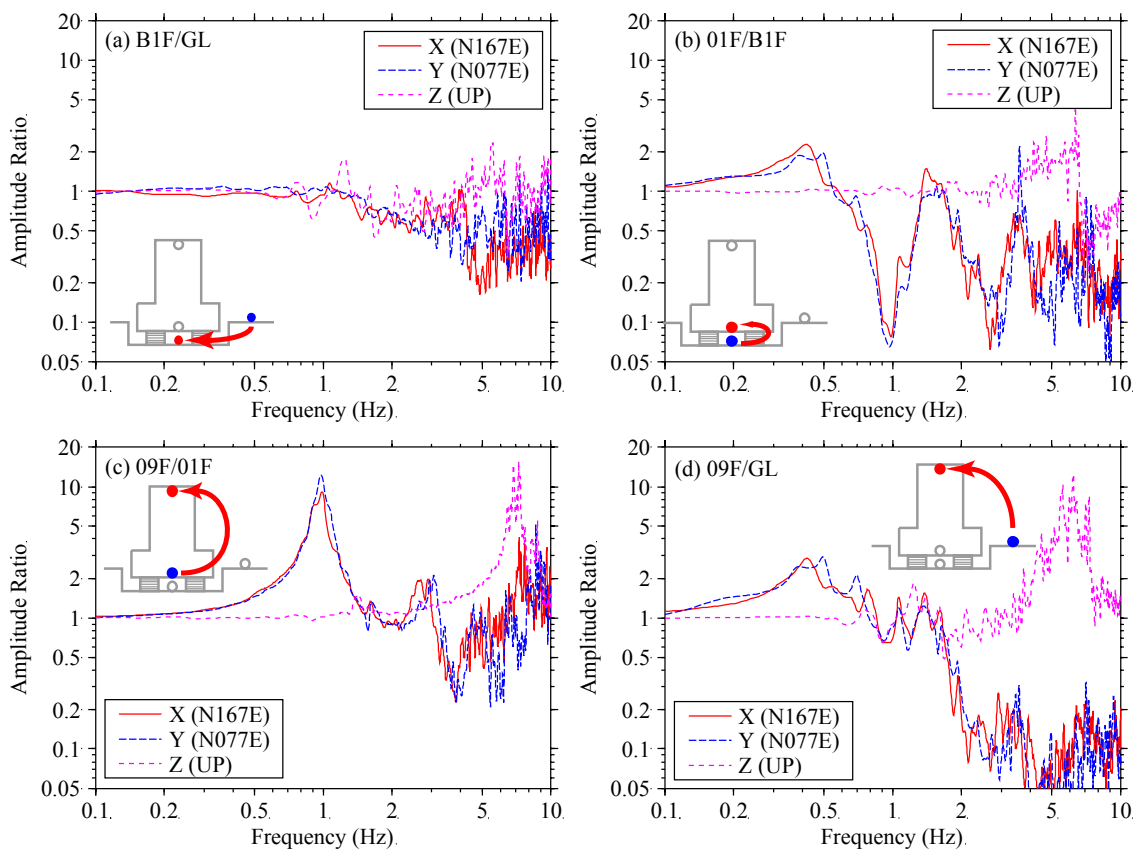 (a) B1F/GL
X (N167E)
Y (N077E)
Z (UP)
Amplitude Ratio
20
10
5
2
1
0.5
0.2
0.1
0.05
0.1
0.2
0.5
1
2
5
10
Frequency (Hz)
(b) 01F/B1F
X (N167E)
Y (N077E)
Z (UP)
Amplitude Ratio
20
10
5
2
1
0.5
0.2
0.1
0.05
0.1
0.2
0.5
1
2
5
10
Frequency (Hz)
(c) 09F/01F
X (N167E)
Y (N077E)
Z (UP)
Amplitude Ratio
20
10
5
2
1
0.5
0.2
0.1
0.05
0.1
0.2
0.5
1
2
5
10
Frequency (Hz)
(d) 09F/GL
X (N167E)
Y (N077E)
Z (UP)
Amplitude Ratio
20
10
5
2
1
0.5
0.2
0.1
0.05
0.1
0.2
0.5
1
2
5
10
Frequency (Hz)